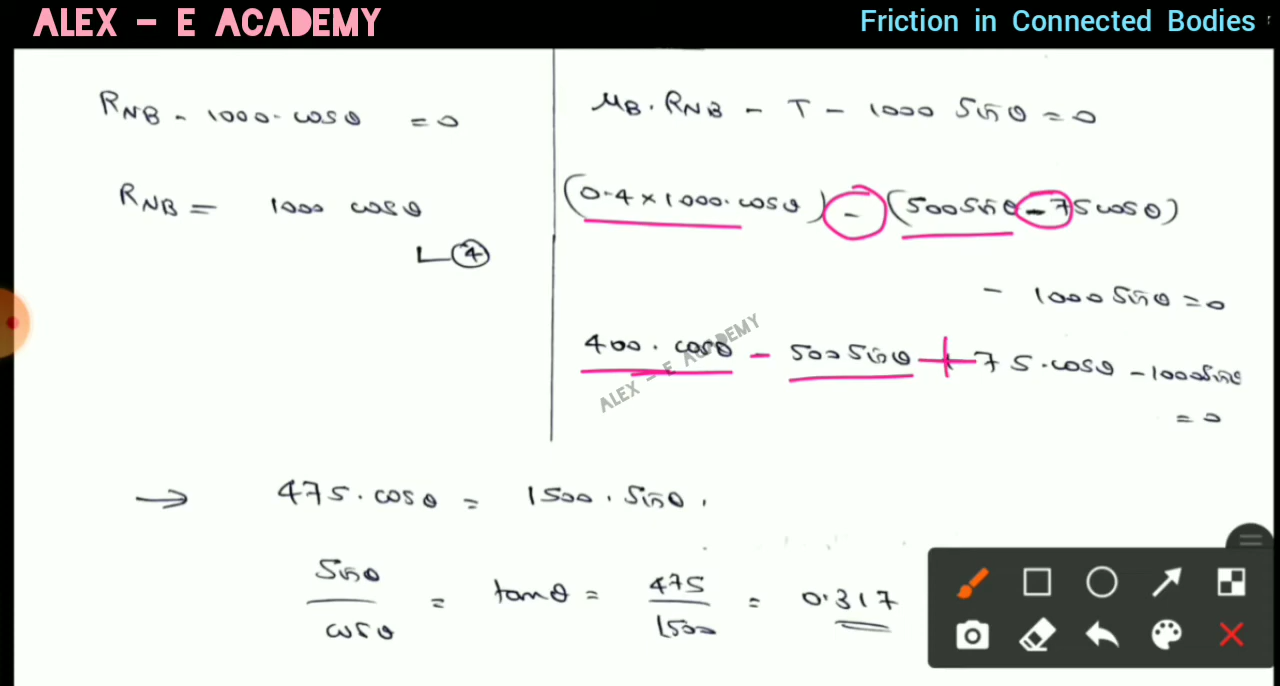 ALEX - E ACADEMY
Friction in Connected Bodies
RNB - 1000. cosθ = 0
RNB = 1000 cosθ
④
μB. RNB - T - 1000 Sinθ = 0
(0.4 × 1000. cosθ) - (500 Sinθ - 75 cosθ)
- 1000 Sinθ = 0
400. cosθ - 500 Sinθ + 75. cosθ - 1000 Sinθ
= 0
ALEX - E ACADEMY
→ 475. cosθ = 1500. Sinθ.
Sinθ / cosθ = tanθ = 475 / 1500 = 0.317